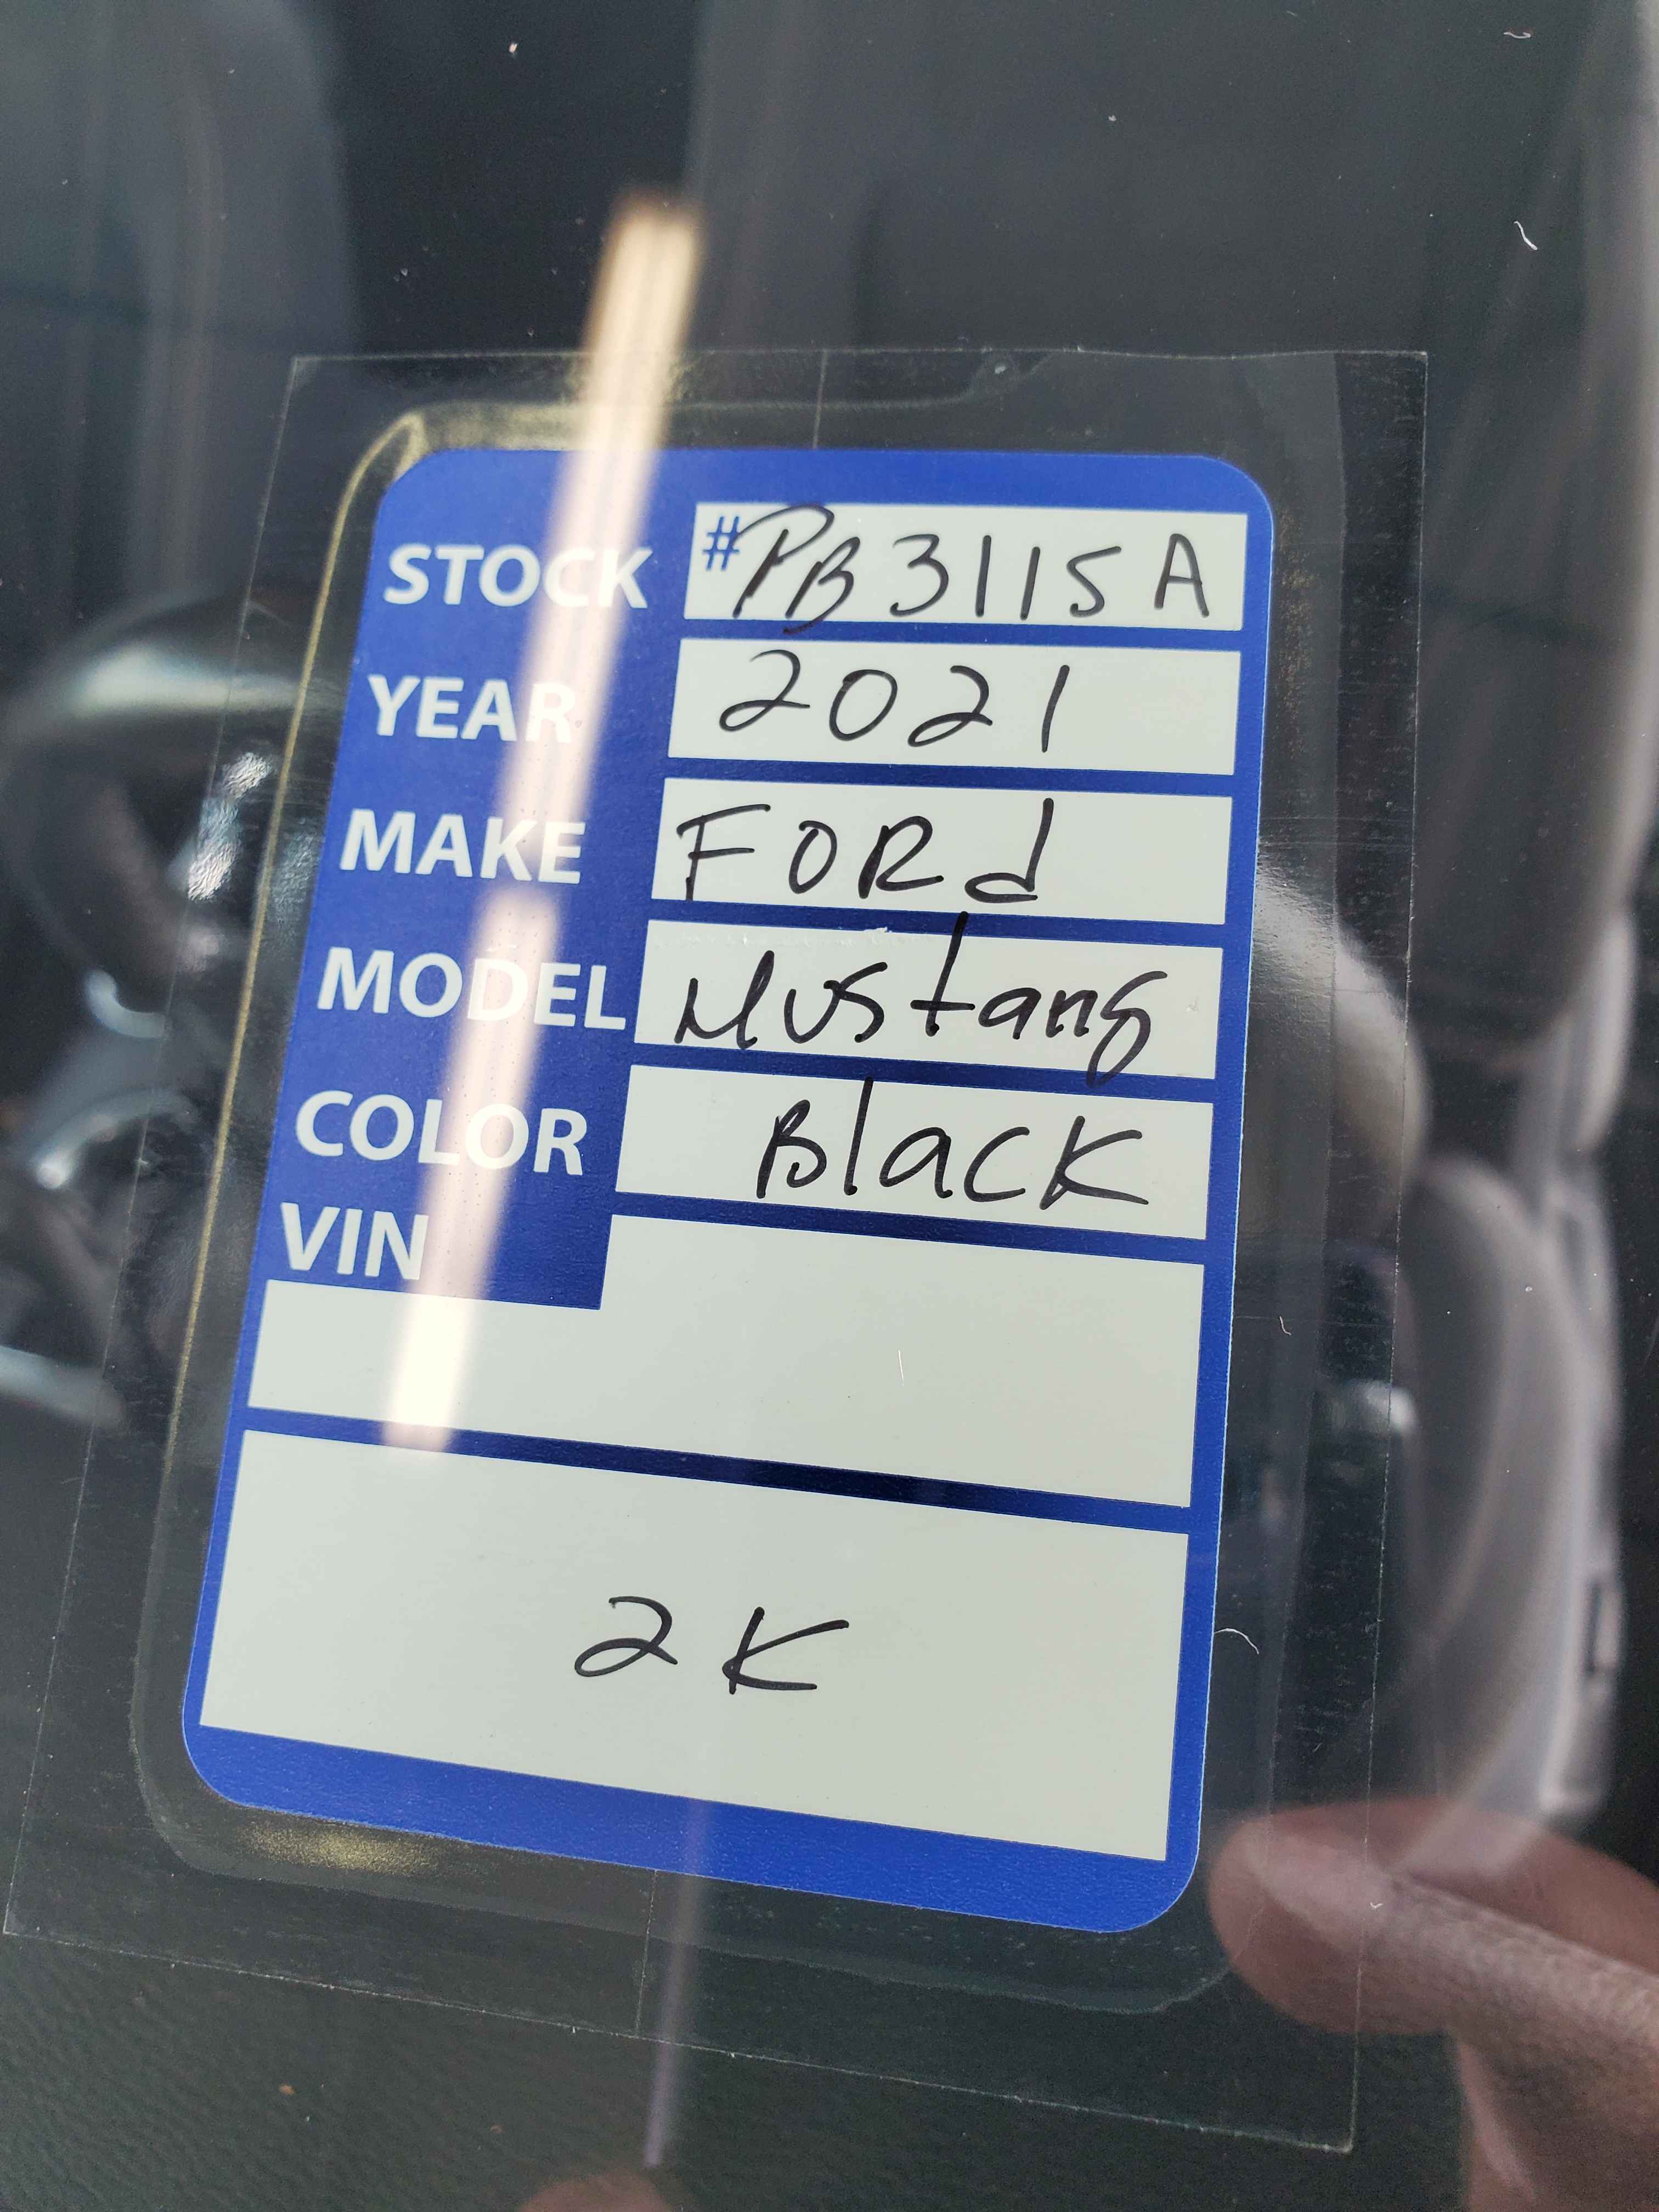 STOCK #PB3115A
YEAR 2021
MAKE FORd
MODEL Mustang
COLOR Black
VIN
2K